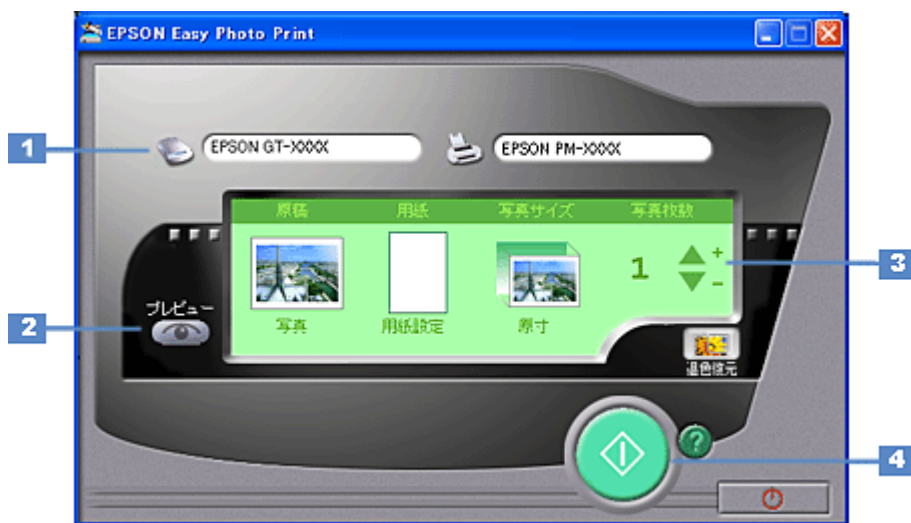 EPSON Easy Photo Print
1
EPSON GT-XXXX
EPSON PM-XXXX
原稿 用紙 写真サイズ 写真枚数
1 + -
3
プレビュー
2
写真 用紙設定 原寸
退色復元
?
4